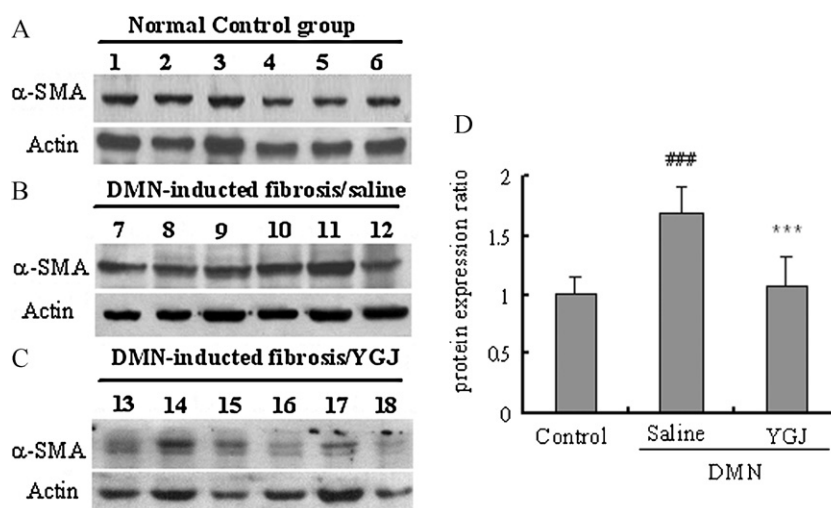 A
Normal Control group
1 2 3 4 5 6
α-SMA
Actin
B
DMN-inducted fibrosis/saline
7 8 9 10 11 12
α-SMA
Actin
C
DMN-inducted fibrosis/YGJ
13 14 15 16 17 18
α-SMA
Actin
D
protein expression ratio
2
1.5
1
0.5
0
###
***
Control Saline YGJ
DMN